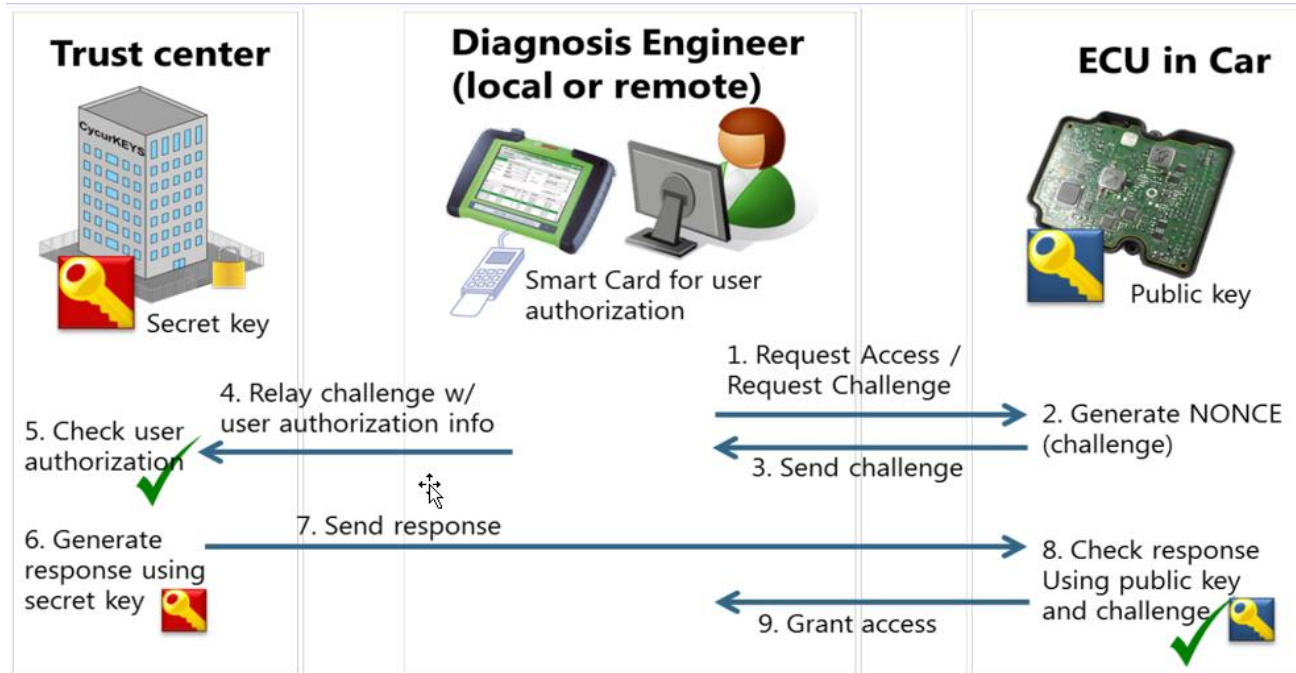 Trust center
CycurKEYS
Secret key
Diagnosis Engineer
(local or remote)
Smart Card for user
authorization
ECU in Car
Public key
1. Request Access /
Request Challenge
2. Generate NONCE
(challenge)
3. Send challenge
4. Relay challenge w/
user authorization info
5. Check user
authorization
6. Generate
response using
secret key
7. Send response
8. Check response
Using public key
and challenge
9. Grant access